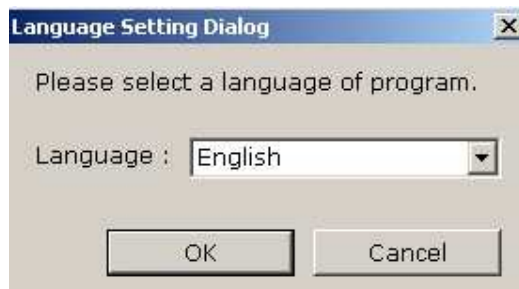 Language Setting Dialog
Please select a language of program.
Language : English
OK Cancel